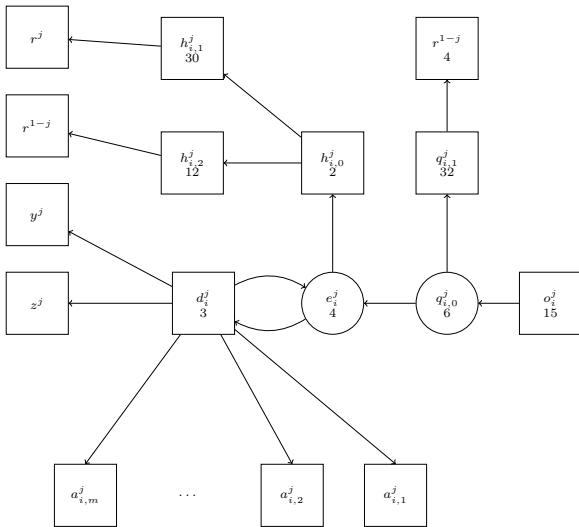 r^j
h^j_{i,1}
30
r^{1−j}
4
r^{1−j}
h^j_{i,2}
12
h^j_{i,0}
2
q^j_{i,1}
32
y^j
z^j
d^j_i
3
e^j_i
4
q^j_{i,0}
6
o^j_i
15
a^j_{i,m}
...
a^j_{i,2}
a^j_{i,1}